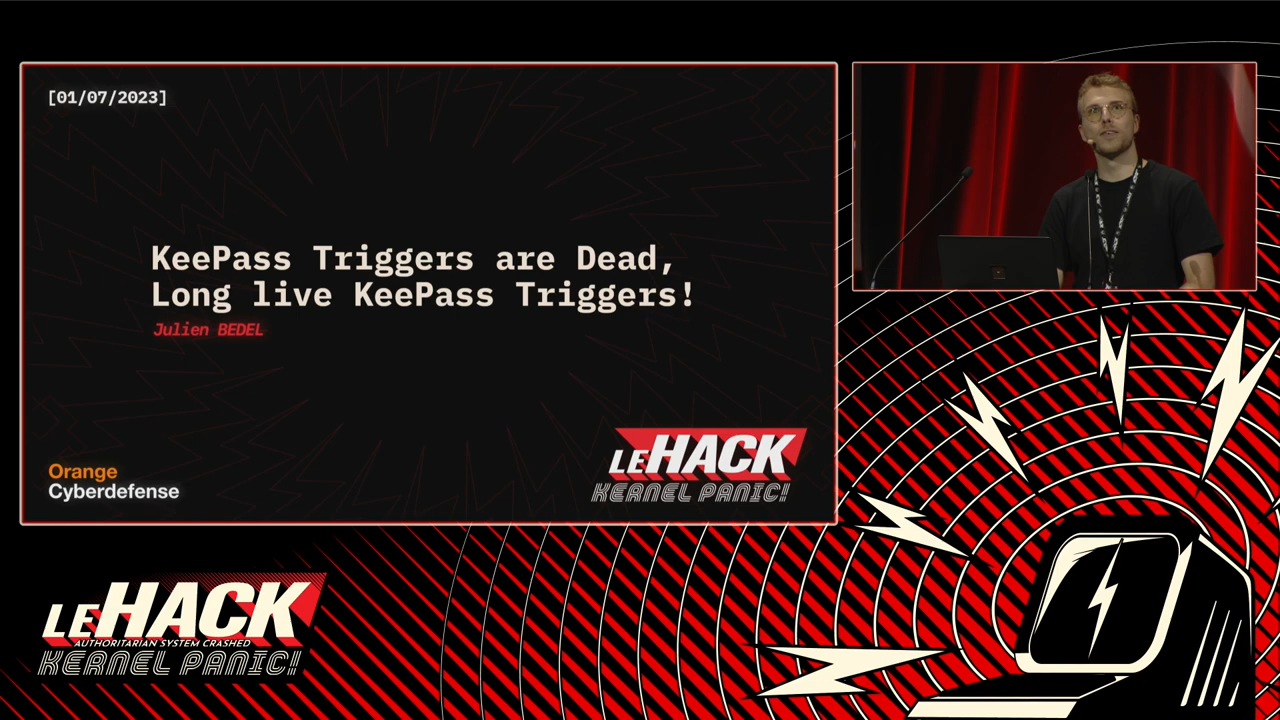 [01/07/2023]
KeePass Triggers are Dead,
Long live KeePass Triggers!
Julien BEDEL
Orange
Cyberdefense
LEHACK
KERNEL PANIC!
LEHACK
AUTHORITARIAN SYSTEM CRASHED
KERNEL PANIC!